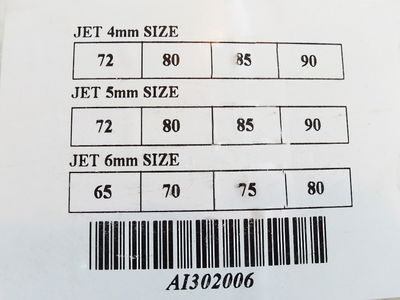 JET 4mm SIZE
72 80 85 90
JET 5mm SIZE
72 80 85 90
JET 6mm SIZE
65 70 75 80
AI302006